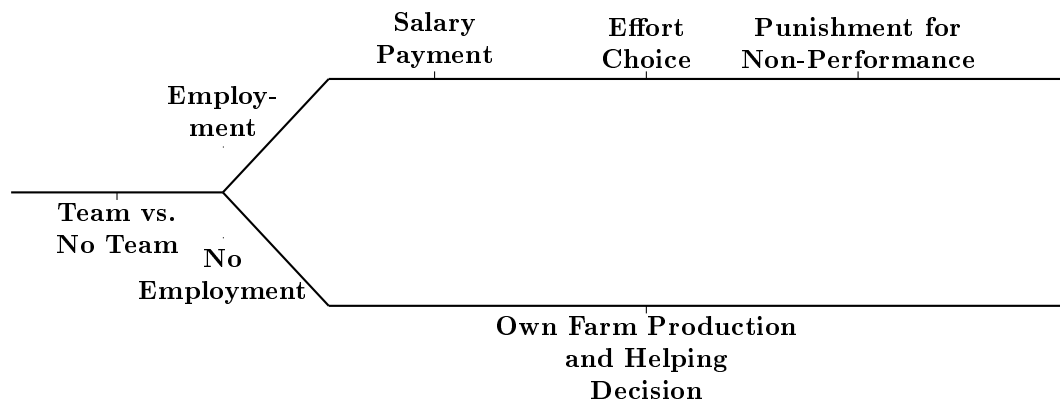 Salary
Payment
Effort
Choice
Punishment for
Non-Performance
Employ-
ment
Team vs.
No Team
No
Employment
Own Farm Production
and Helping
Decision